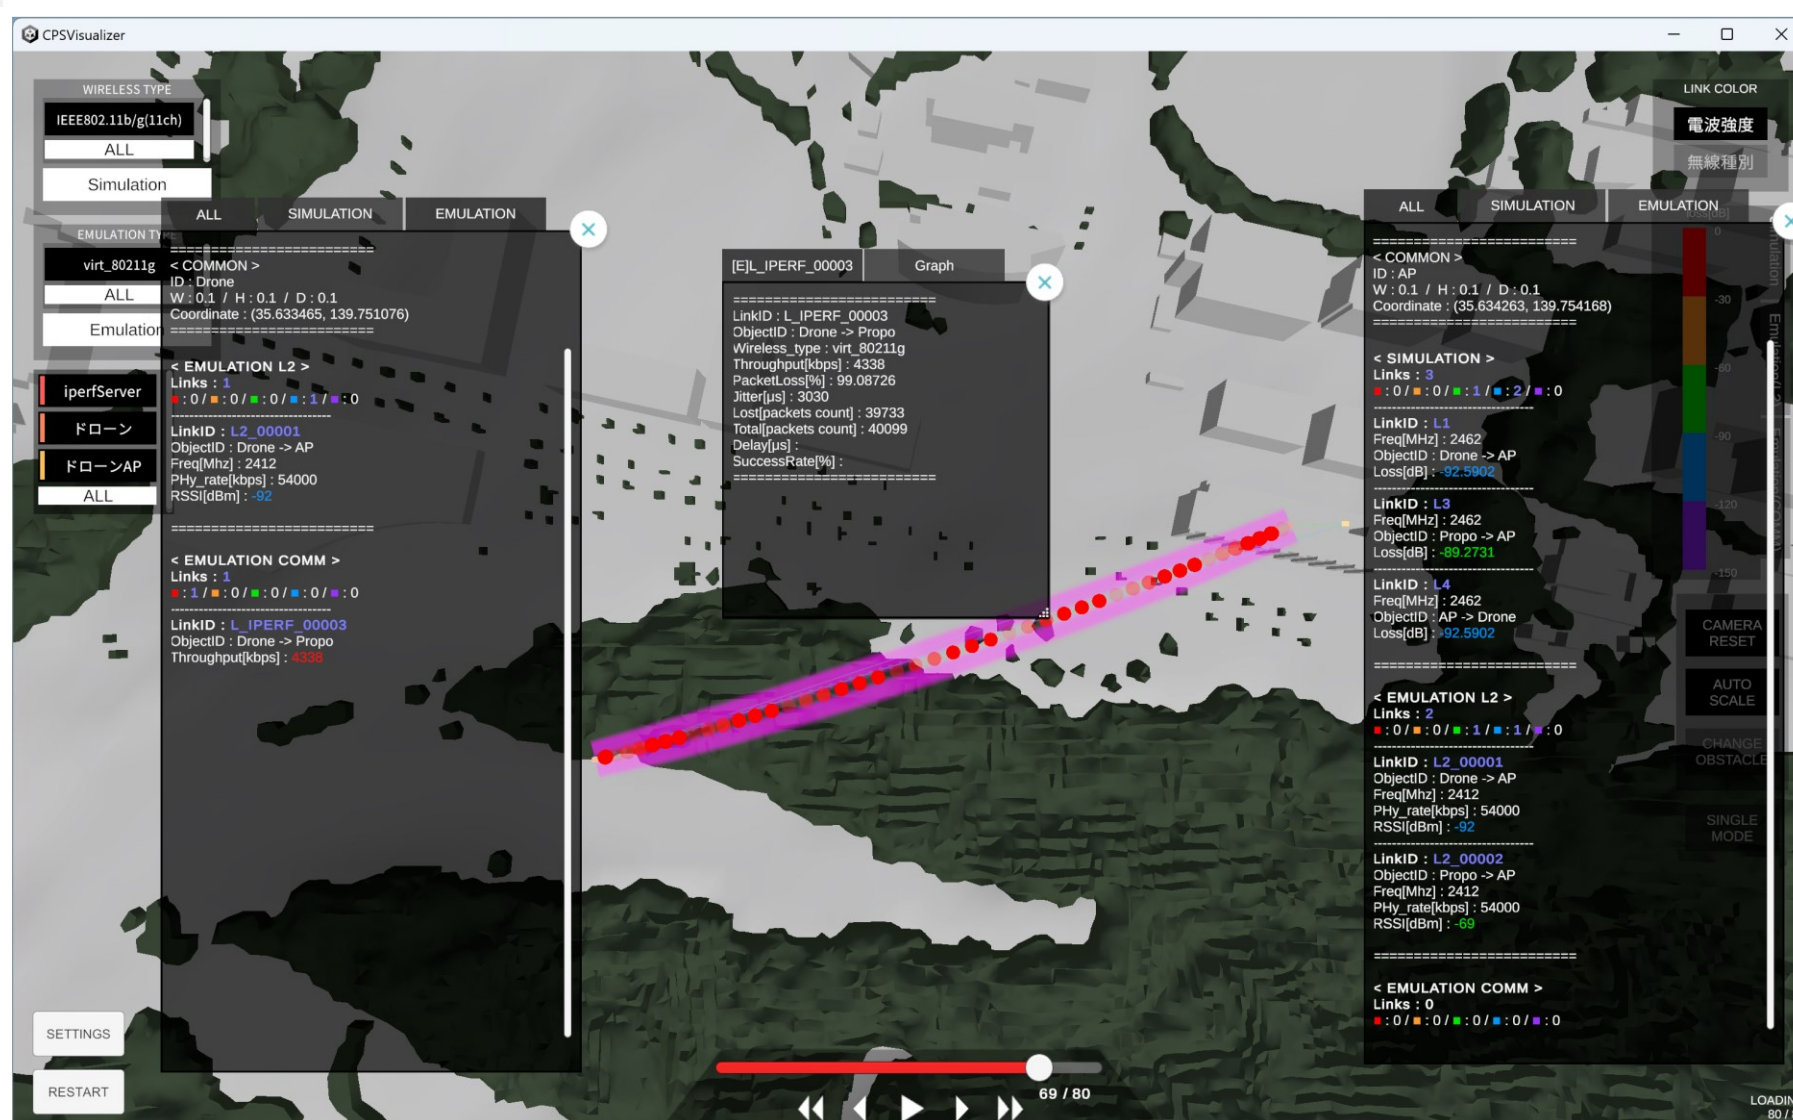 CPSVisualizer
WIRELESS TYPE
IEEE802.11b/g(11ch)
ALL
Simulation
EMULATION TY
virt_80211g
ALL
Emulation
iperfServer
ドローン
ドローンAP
ALL
SETTINGS
RESTART
ALL
SIMULATION
EMULATION
=========================
< COMMON >
ID : Drone
W : 0.1 / H : 0.1 / D : 0.1
Coordinate : (35.633465, 139.751076)
=========================
< EMULATION L2 >
Links : 1
■ : 0 / ■ : 0 / ■ : 0 / ■ : 1 / ■ : 0
----------------------------------------
LinkID : L2_00001
ObjectID : Drone -> AP
Freq[Mhz] : 2412
PHy_rate[kbps] : 54000
RSSI[dBm] : -92
=========================
< EMULATION COMM >
Links : 1
■ : 1 / ■ : 0 / ■ : 0 / ■ : 0 / ■ : 0
----------------------------------------
LinkID : L_IPERF_00003
ObjectID : Drone -> Propo
Throughput[kbps] : 4338
[E]L_IPERF_00003
Graph
=========================
LinkID : L_IPERF_00003
ObjectID : Drone -> Propo
Wireless_type : virt_80211g
Throughput[kbps] : 4338
PacketLoss[%] : 99.08726
Jitter[µs] : 3030
Lost[packets count] : 39733
Total[packets count] : 40099
Delay[µs] :
SuccessRate[%] :
=========================
69 / 80
LINK COLOR
電波強度
無線種別
ALL
SIMULATION
EMULATION
=========================
< COMMON >
ID : AP
W : 0.1 / H : 0.1 / D : 0.1
Coordinate : (35.634263, 139.754168)
=========================
< SIMULATION >
Links : 3
■ : 0 / ■ : 0 / ■ : 1 / ■ : 2 / ■ : 0
----------------------------------------
LinkID : L1
Freq[MHz] : 2462
ObjectID : Drone -> AP
Loss[dB] : -92.5902
----------------------------------------
LinkID : L3
Freq[MHz] : 2462
ObjectID : Propo -> AP
Loss[dB] : -89.2731
----------------------------------------
LinkID : L4
Freq[MHz] : 2462
ObjectID : AP -> Drone
Loss[dB] : -92.5902
=========================
< EMULATION L2 >
Links : 2
■ : 0 / ■ : 0 / ■ : 1 / ■ : 1 / ■ : 0
----------------------------------------
LinkID : L2_00001
ObjectID : Drone -> AP
Freq[Mhz] : 2412
PHy_rate[kbps] : 54000
RSSI[dBm] : -92
----------------------------------------
LinkID : L2_00002
ObjectID : Propo -> AP
Freq[Mhz] : 2412
PHy_rate[kbps] : 54000
RSSI[dBm] : -69
=========================
< EMULATION COMM >
Links : 0
■ : 0 / ■ : 0 / ■ : 0 / ■ : 0 / ■ : 0
loss[dB]
0
-30
-60
-90
-120
-150
CAMERA
RESET
AUTO
SCALE
CHANGE
OBSTACLE
SINGLE
MODE
LOADIN
80 /